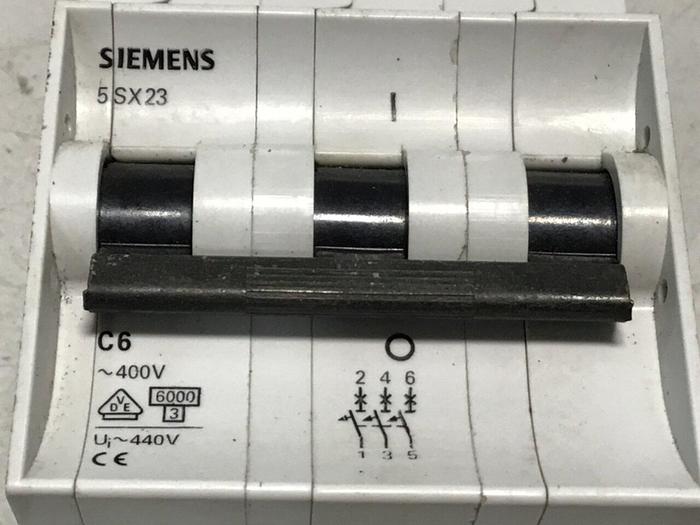 SIEMENS
5SX23
I
C6
O
~400V
2 4 6
VDE
6000
3
Ui~440V
1 3 5
CE